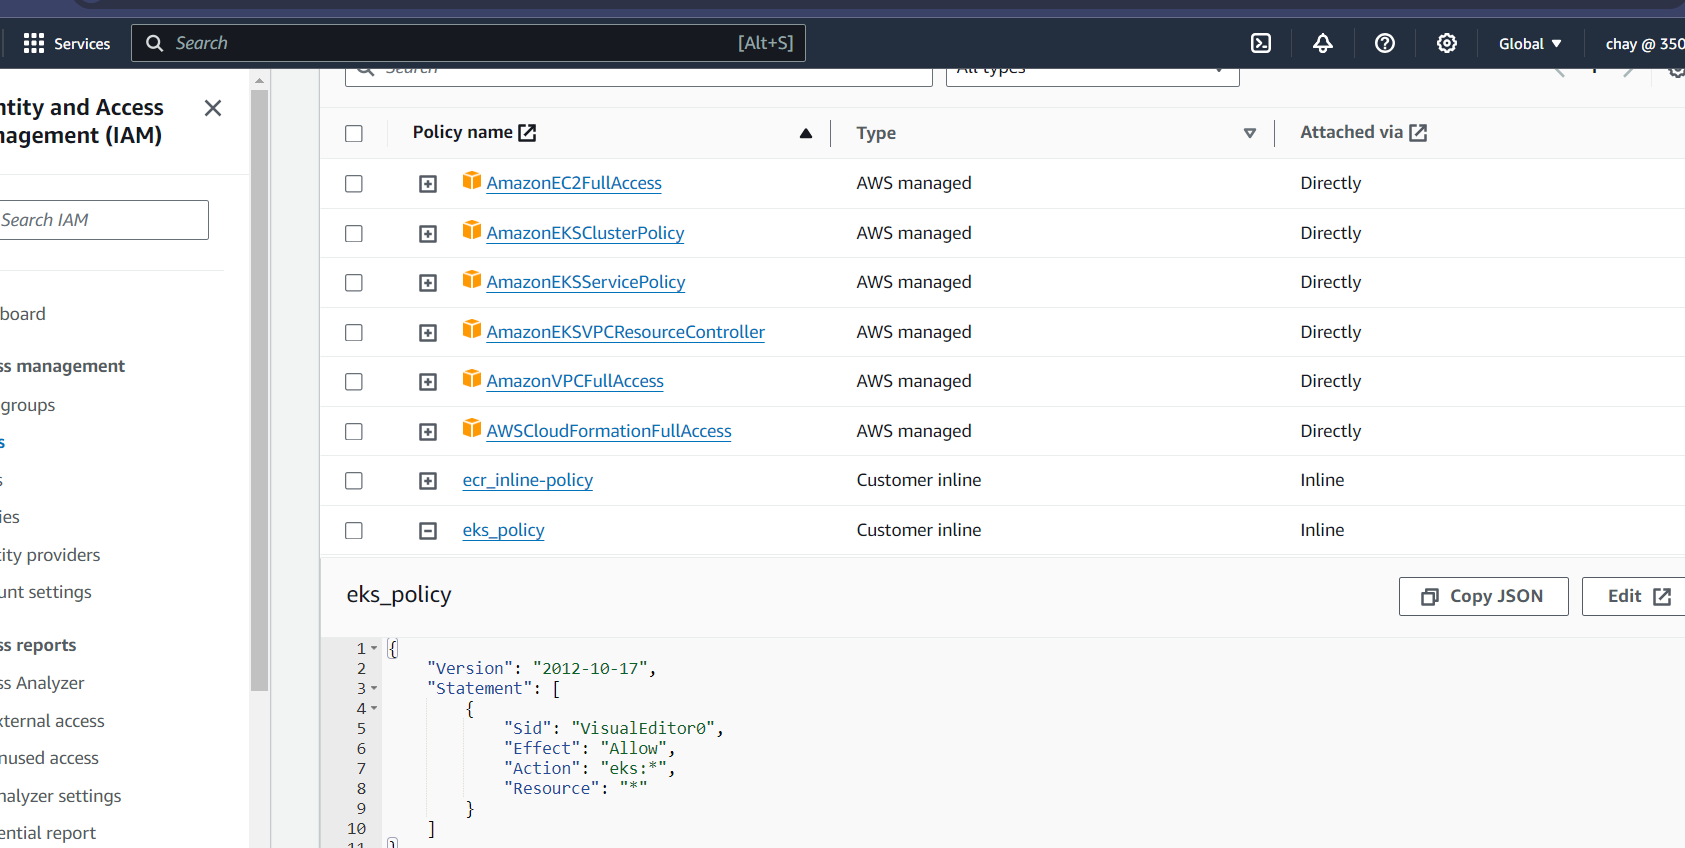 Services
Search
[Alt+S]
Global
chay @ 350
ntity and Access
nagement (IAM)
Search IAM
board
ss management
groups
s
s
ies
tity providers
unt settings
ss reports
ss Analyzer
xternal access
nused access
nalyzer settings
ential report
Search
All types
1
Policy name Type Attached via
AmazonEC2FullAccess AWS managed Directly
AmazonEKSClusterPolicy AWS managed Directly
AmazonEKSServicePolicy AWS managed Directly
AmazonEKSVPCResourceController AWS managed Directly
AmazonVPCFullAccess AWS managed Directly
AWSCloudFormationFullAccess AWS managed Directly
ecr_inline-policy Customer inline Inline
eks_policy Customer inline Inline
eks_policy
Copy JSON
Edit
1 {
2 "Version": "2012-10-17",
3 "Statement": [
4 {
5 "Sid": "VisualEditor0",
6 "Effect": "Allow",
7 "Action": "eks:*",
8 "Resource": "*"
9 }
10 ]
11 }